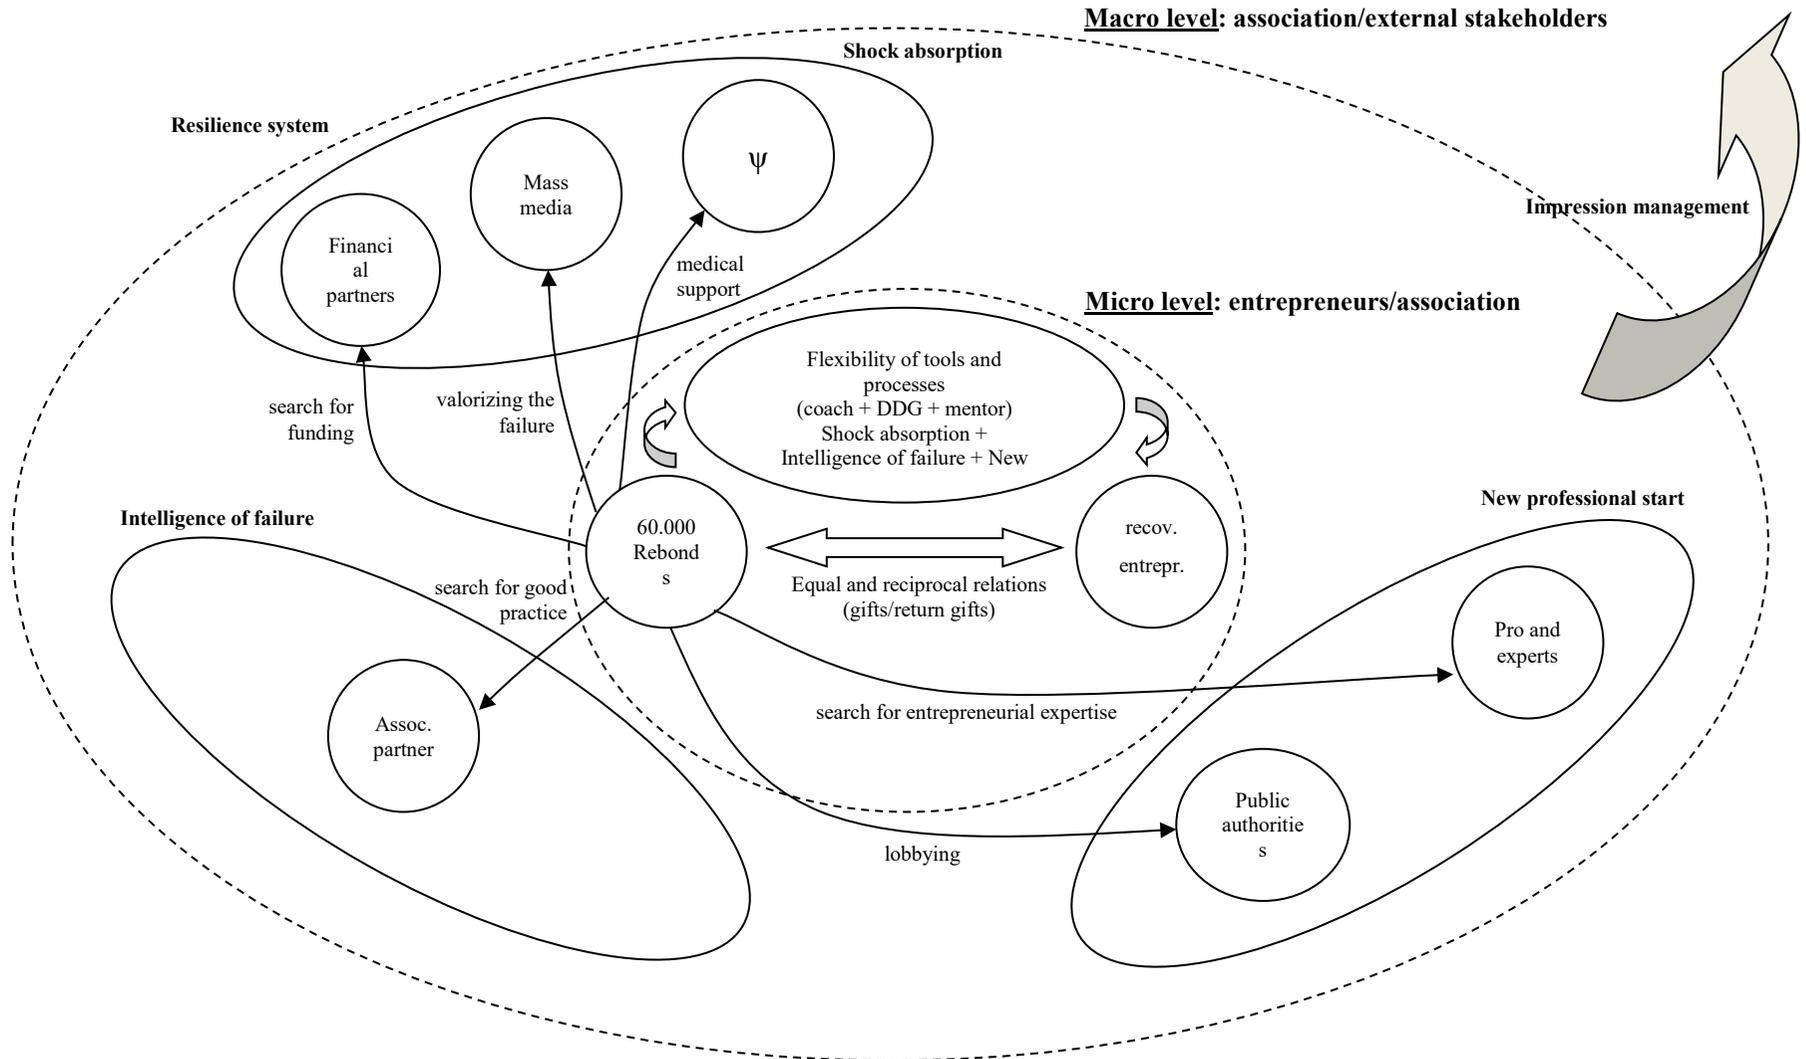 Macro level: association/external stakeholders
Shock absorption
Resilience system
ψ
Mass
media
Impression management
Financi
al
partners
medical
support
Micro level: entrepreneurs/association
Flexibility of tools and
processes
(coach + DDG + mentor)
Shock absorption +
Intelligence of failure + New
search for
funding
valorizing the
failure
New professional start
Intelligence of failure
60.000
Rebond
s
recov.
entrepr.
Equal and reciprocal relations
(gifts/return gifts)
search for good
practice
Pro and
experts
search for entrepreneurial expertise
Assoc.
partner
Public
authoritie
s
lobbying